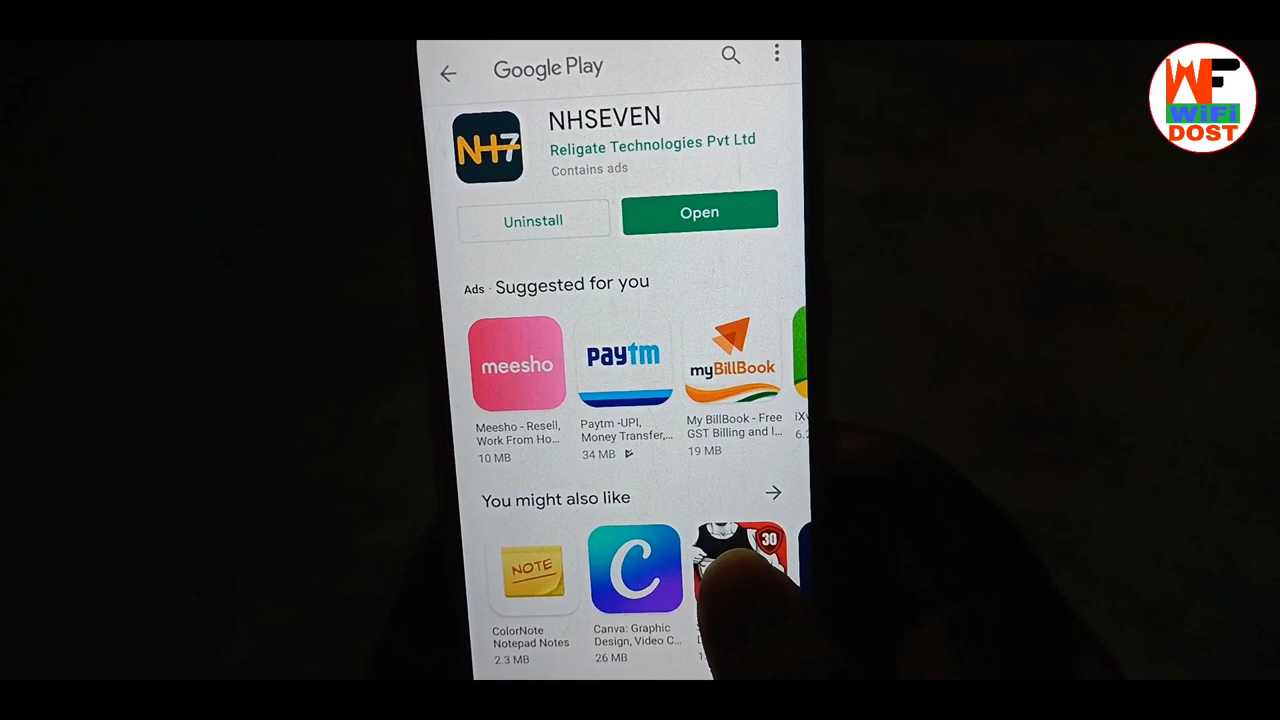 Google Play
WF
WiFi
DOST
NH7
NHSEVEN
Religate Technologies Pvt Ltd
Contains ads
Uninstall
Open
Ads · Suggested for you
meesho
paytm
myBillBook
Meesho - Resell,
Work From Ho...
10 MB
Paytm -UPI,
Money Transfer,...
34 MB
My BillBook - Free
GST Billing and I...
19 MB
6.
You might also like
NOTE
C
30
ColorNote
Notepad Notes
2.3 MB
Canva: Graphic
Design, Video C...
26 MB